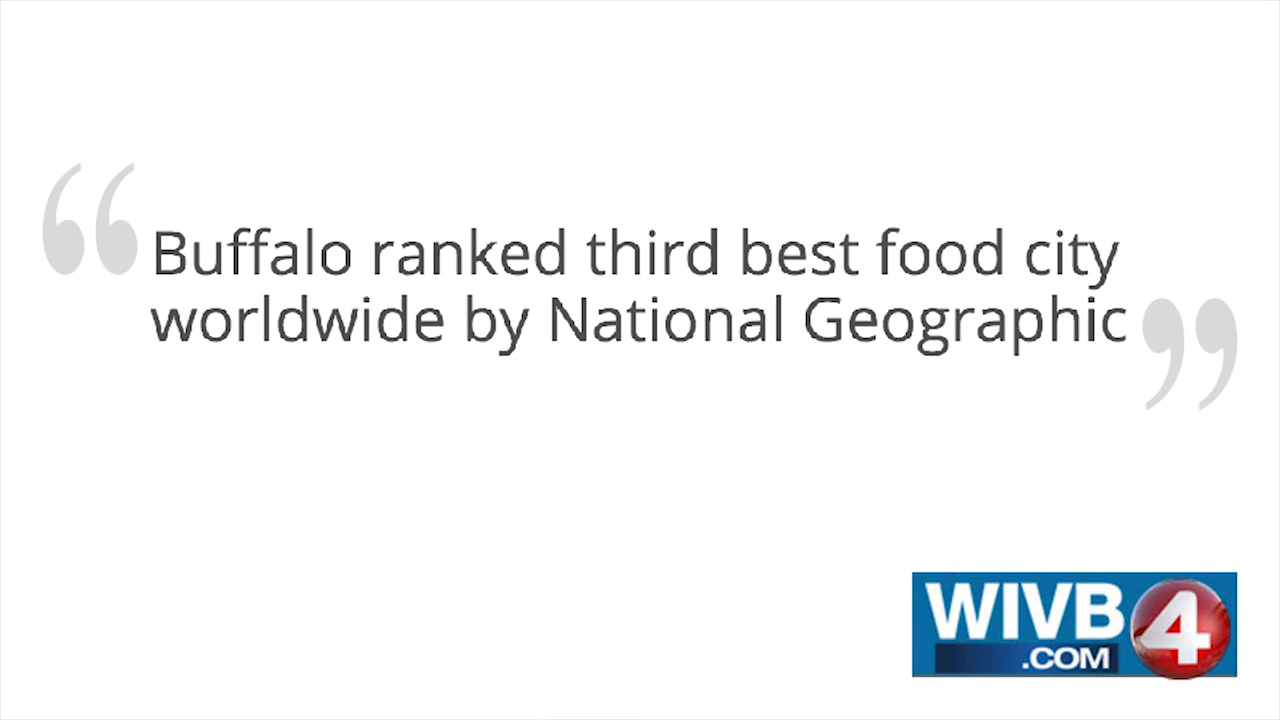 “Buffalo ranked third best food city
worldwide by National Geographic”
WIVB 4
.COM